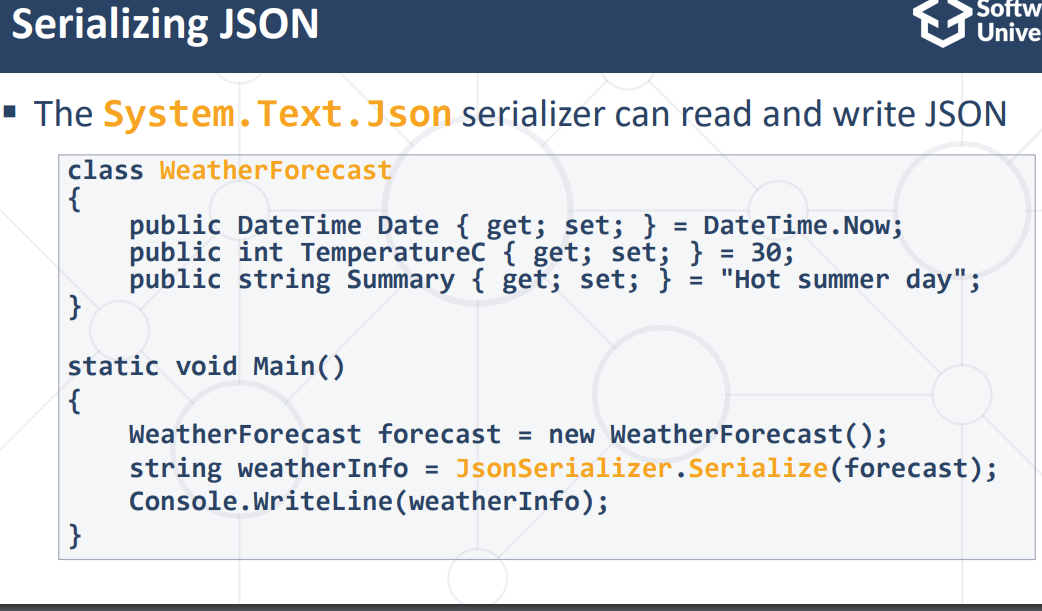 Serializing JSON
▪ The System.Text.Json serializer can read and write JSON
class WeatherForecast
{
    public DateTime Date { get; set; } = DateTime.Now;
    public int TemperatureC { get; set; } = 30;
    public string Summary { get; set; } = "Hot summer day";
}
static void Main()
{
    WeatherForecast forecast = new WeatherForecast();
    string weatherInfo = JsonSerializer.Serialize(forecast);
    Console.WriteLine(weatherInfo);
}